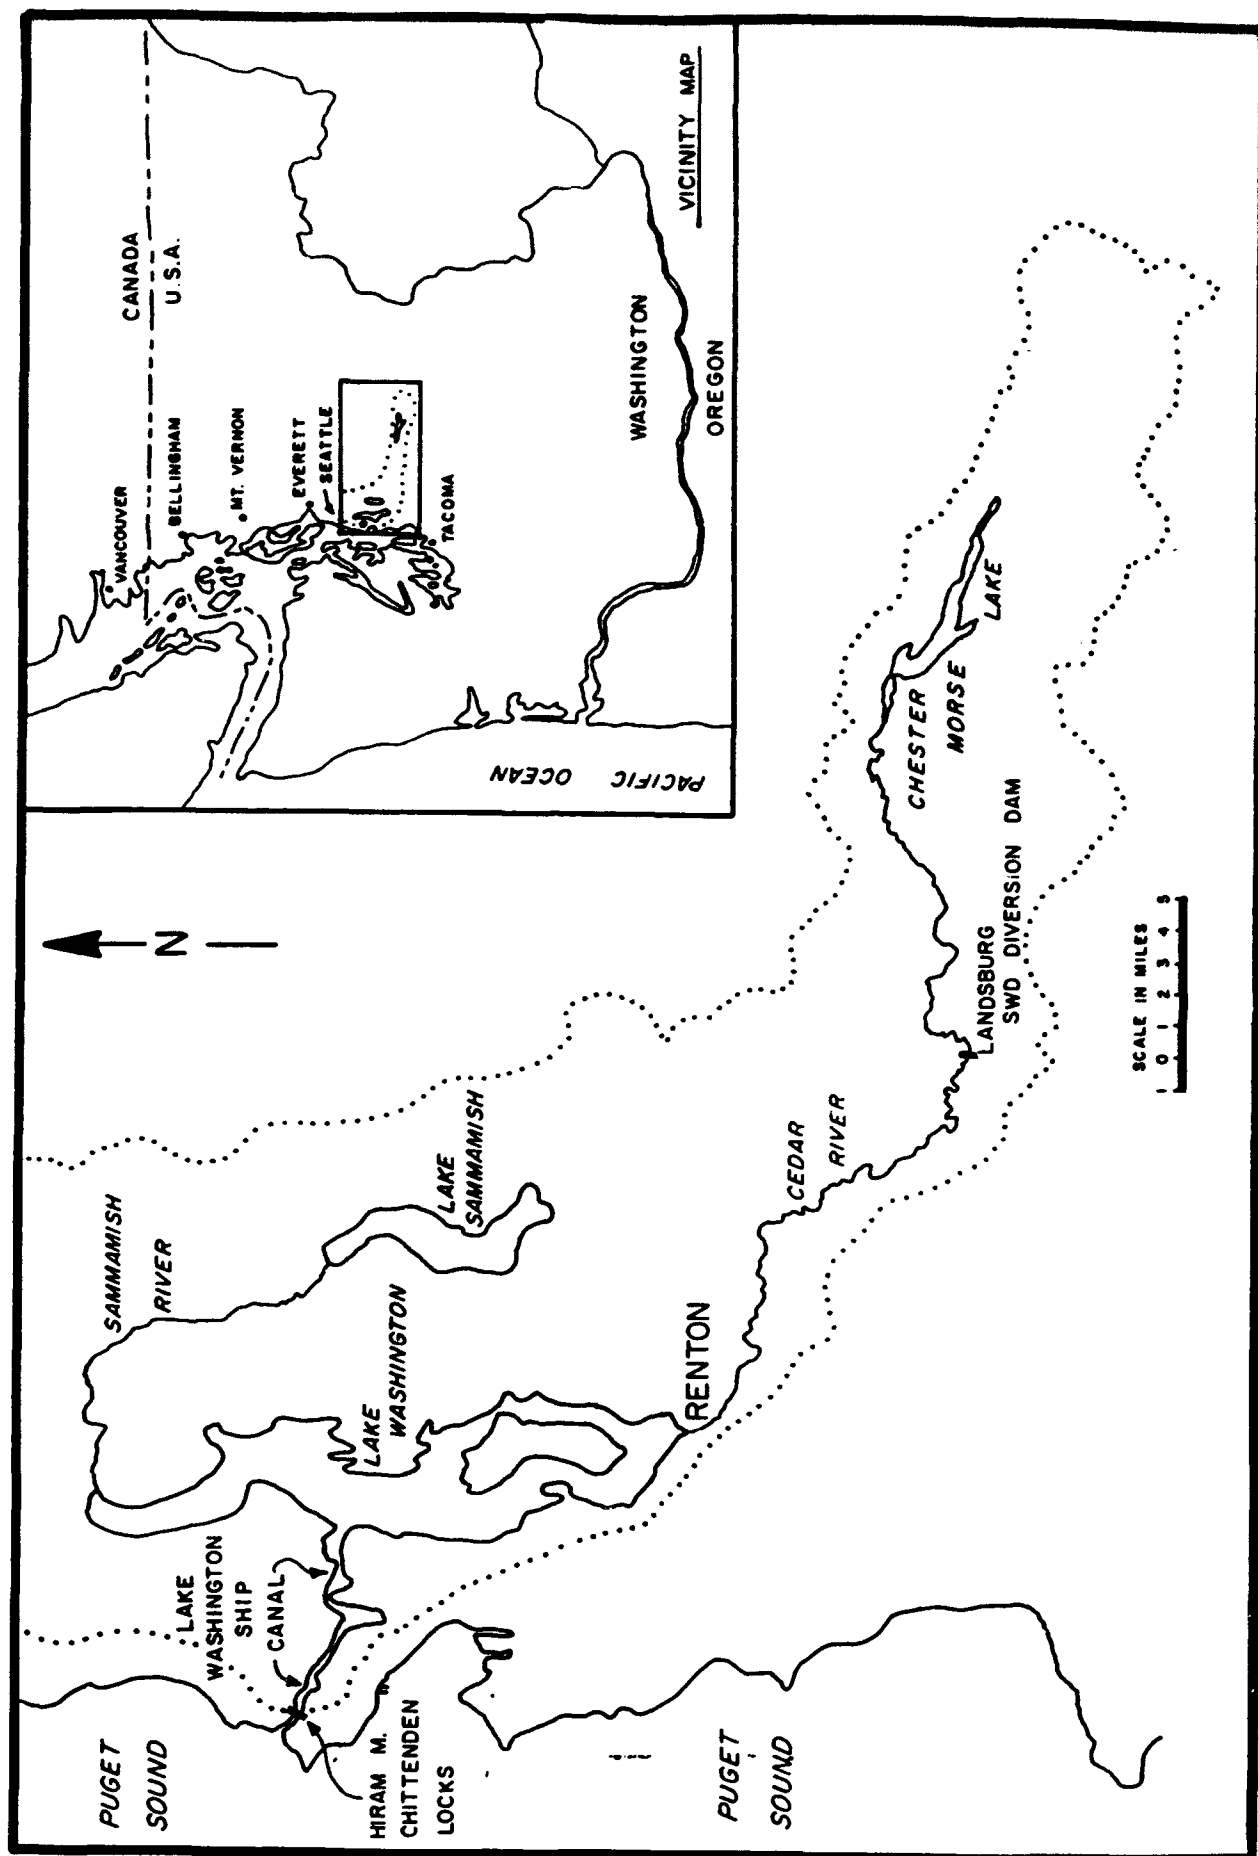 PUGET
SOUND
HIRAM M.
CHITTENDEN
LOCKS
LAKE
WASHINGTON
SHIP
CANAL
SAMMAMISH
RIVER
LAKE
WASHINGTON
LAKE
SAMMAMISH
N
PUGET
SOUND
RENTON
CEDAR
RIVER
LANDSBURG
SWD DIVERSION DAM
CHESTER
MORSE
LAKE
SCALE IN MILES
1 0 1 2 3 4 5
VANCOUVER
CANADA
U.S.A.
BELLINGHAM
MT. VERNON
EVERETT
SEATTLE
TACOMA
PACIFIC OCEAN
WASHINGTON
OREGON
VICINITY MAP